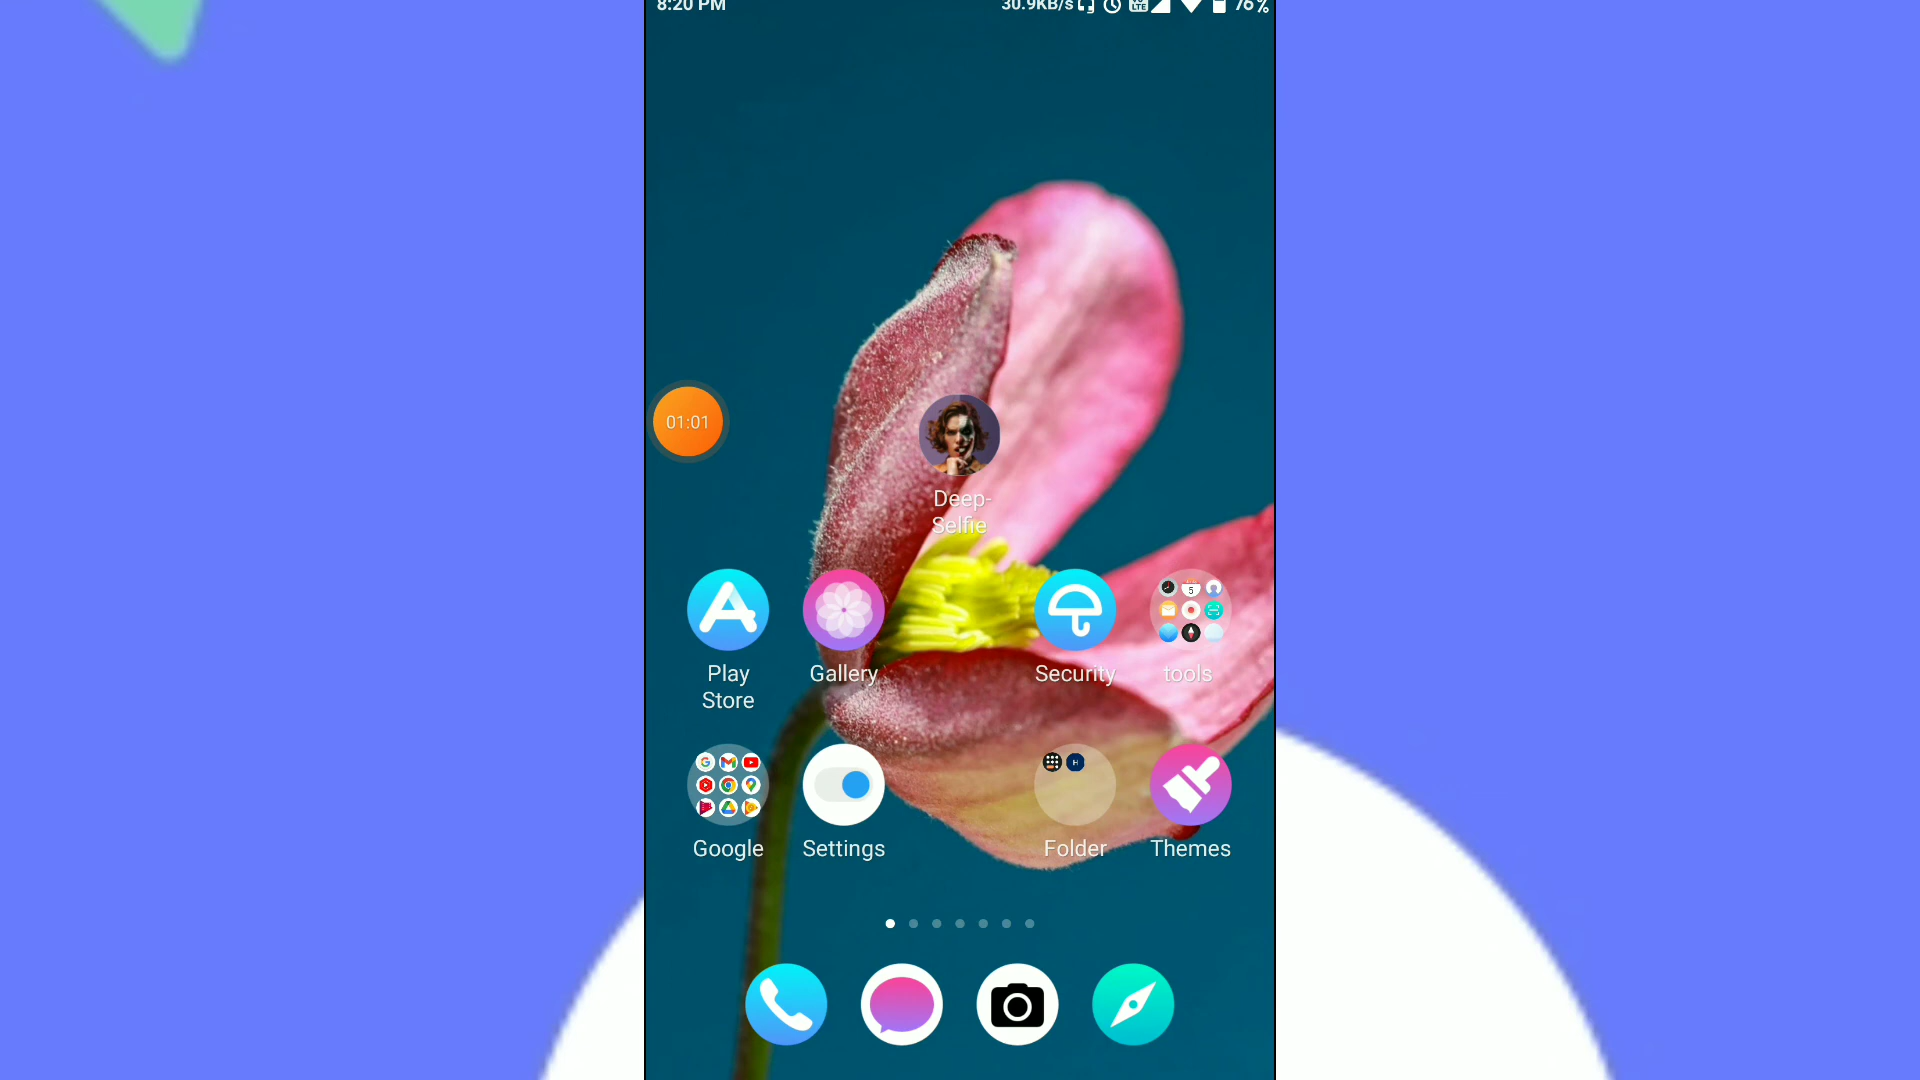 8:20 PM 30.9KB/s 76%
01:01
Deep-
Selfie
5
Play
Store
Gallery
Security
tools
H
Google
Settings
Folder
Themes